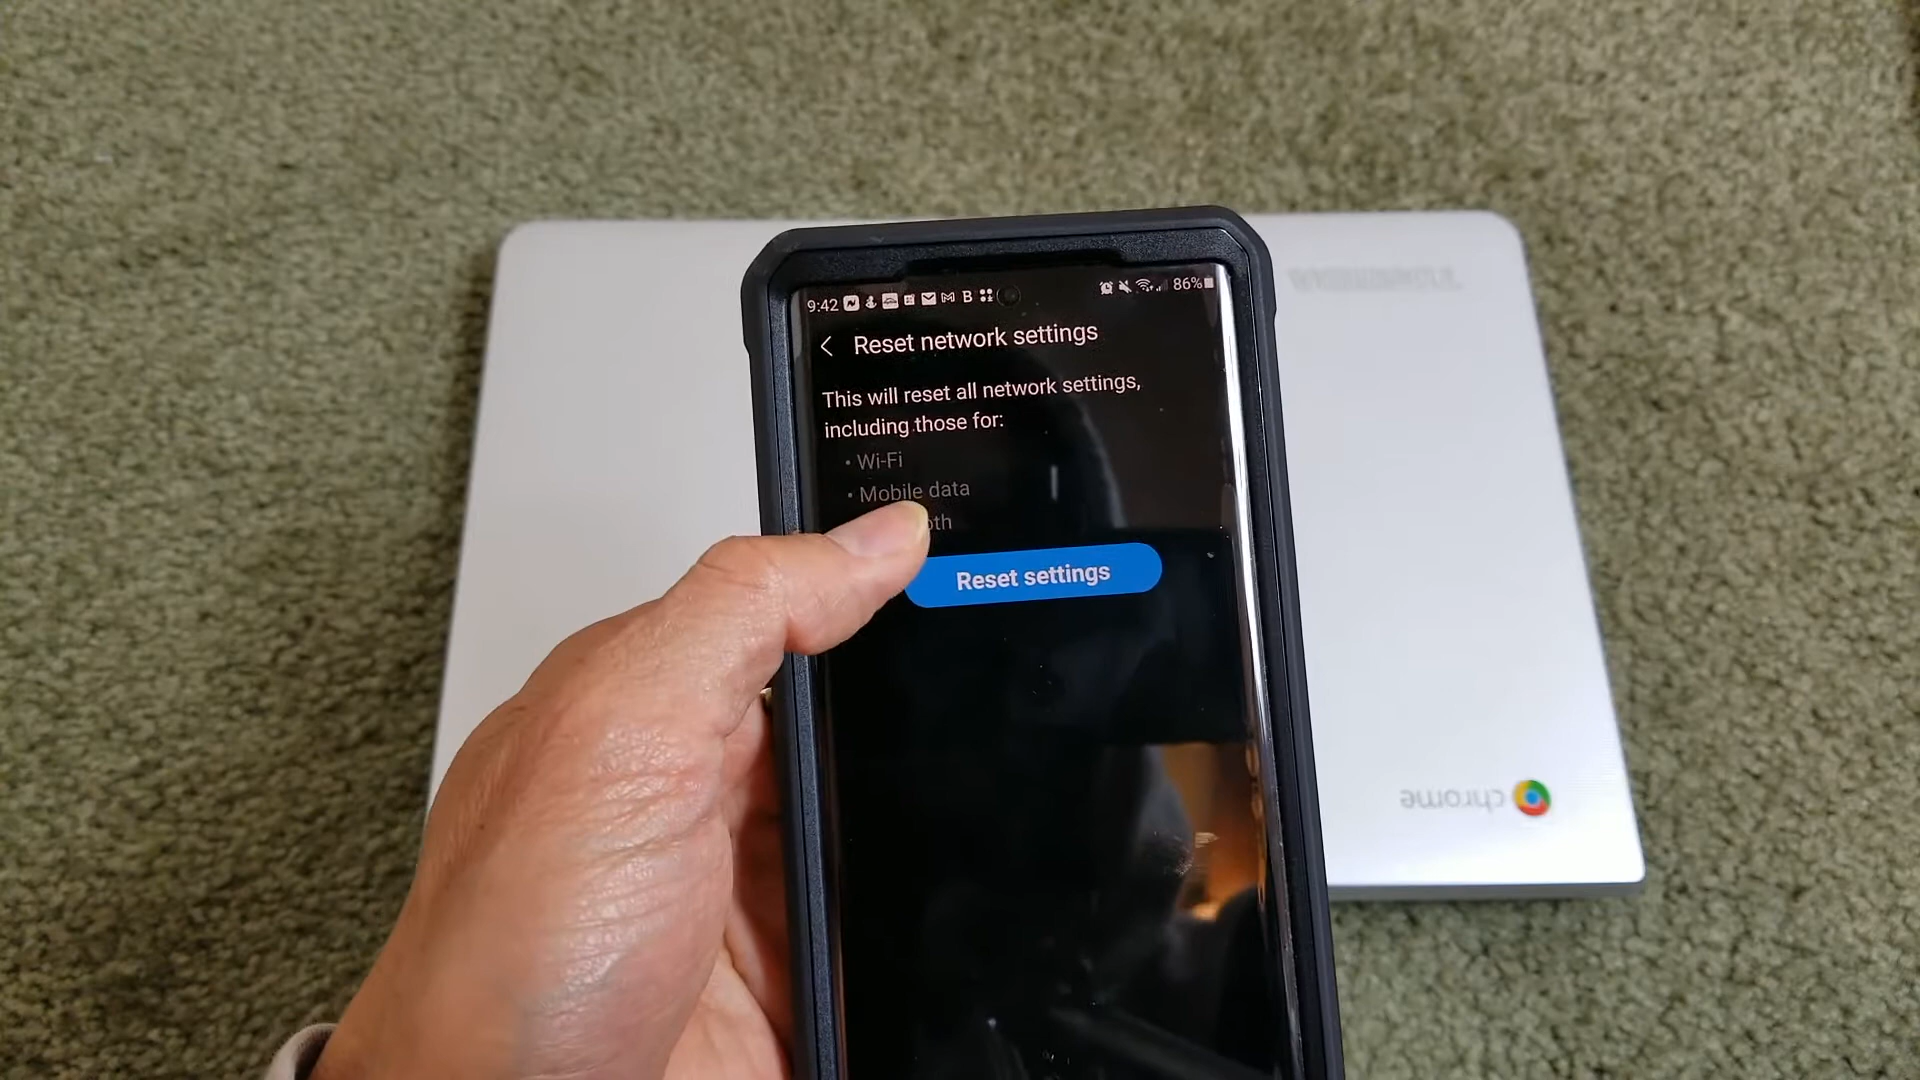 9:42 B 86%
Reset network settings
This will reset all network settings,
including those for:
• Wi-Fi
• Mobile data
oth
Reset settings
chrome